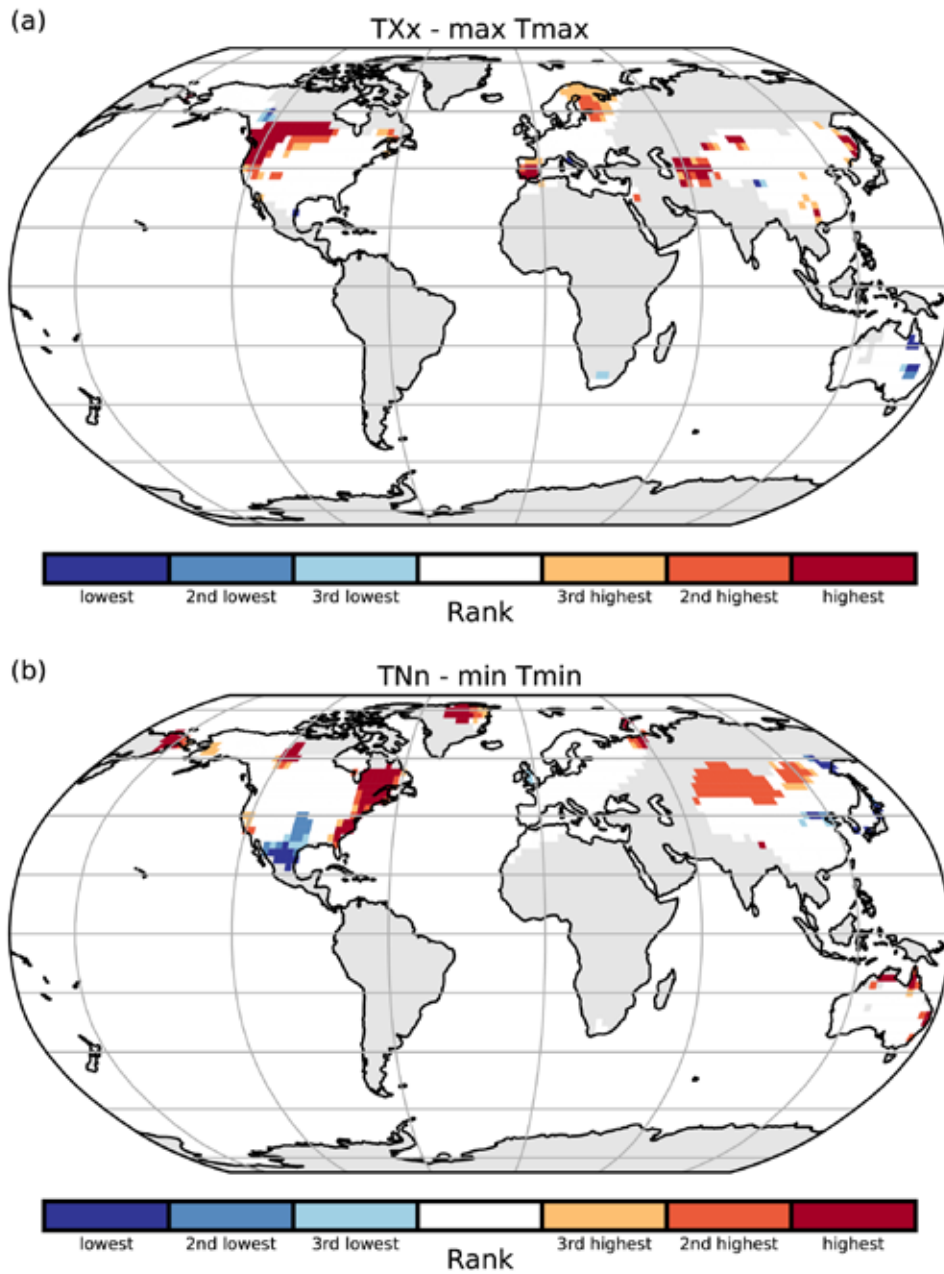 (a)
TXx - max Tmax
lowest 2nd lowest 3rd lowest 3rd highest 2nd highest highest
Rank
(b)
TNn - min Tmin
lowest 2nd lowest 3rd lowest 3rd highest 2nd highest highest
Rank